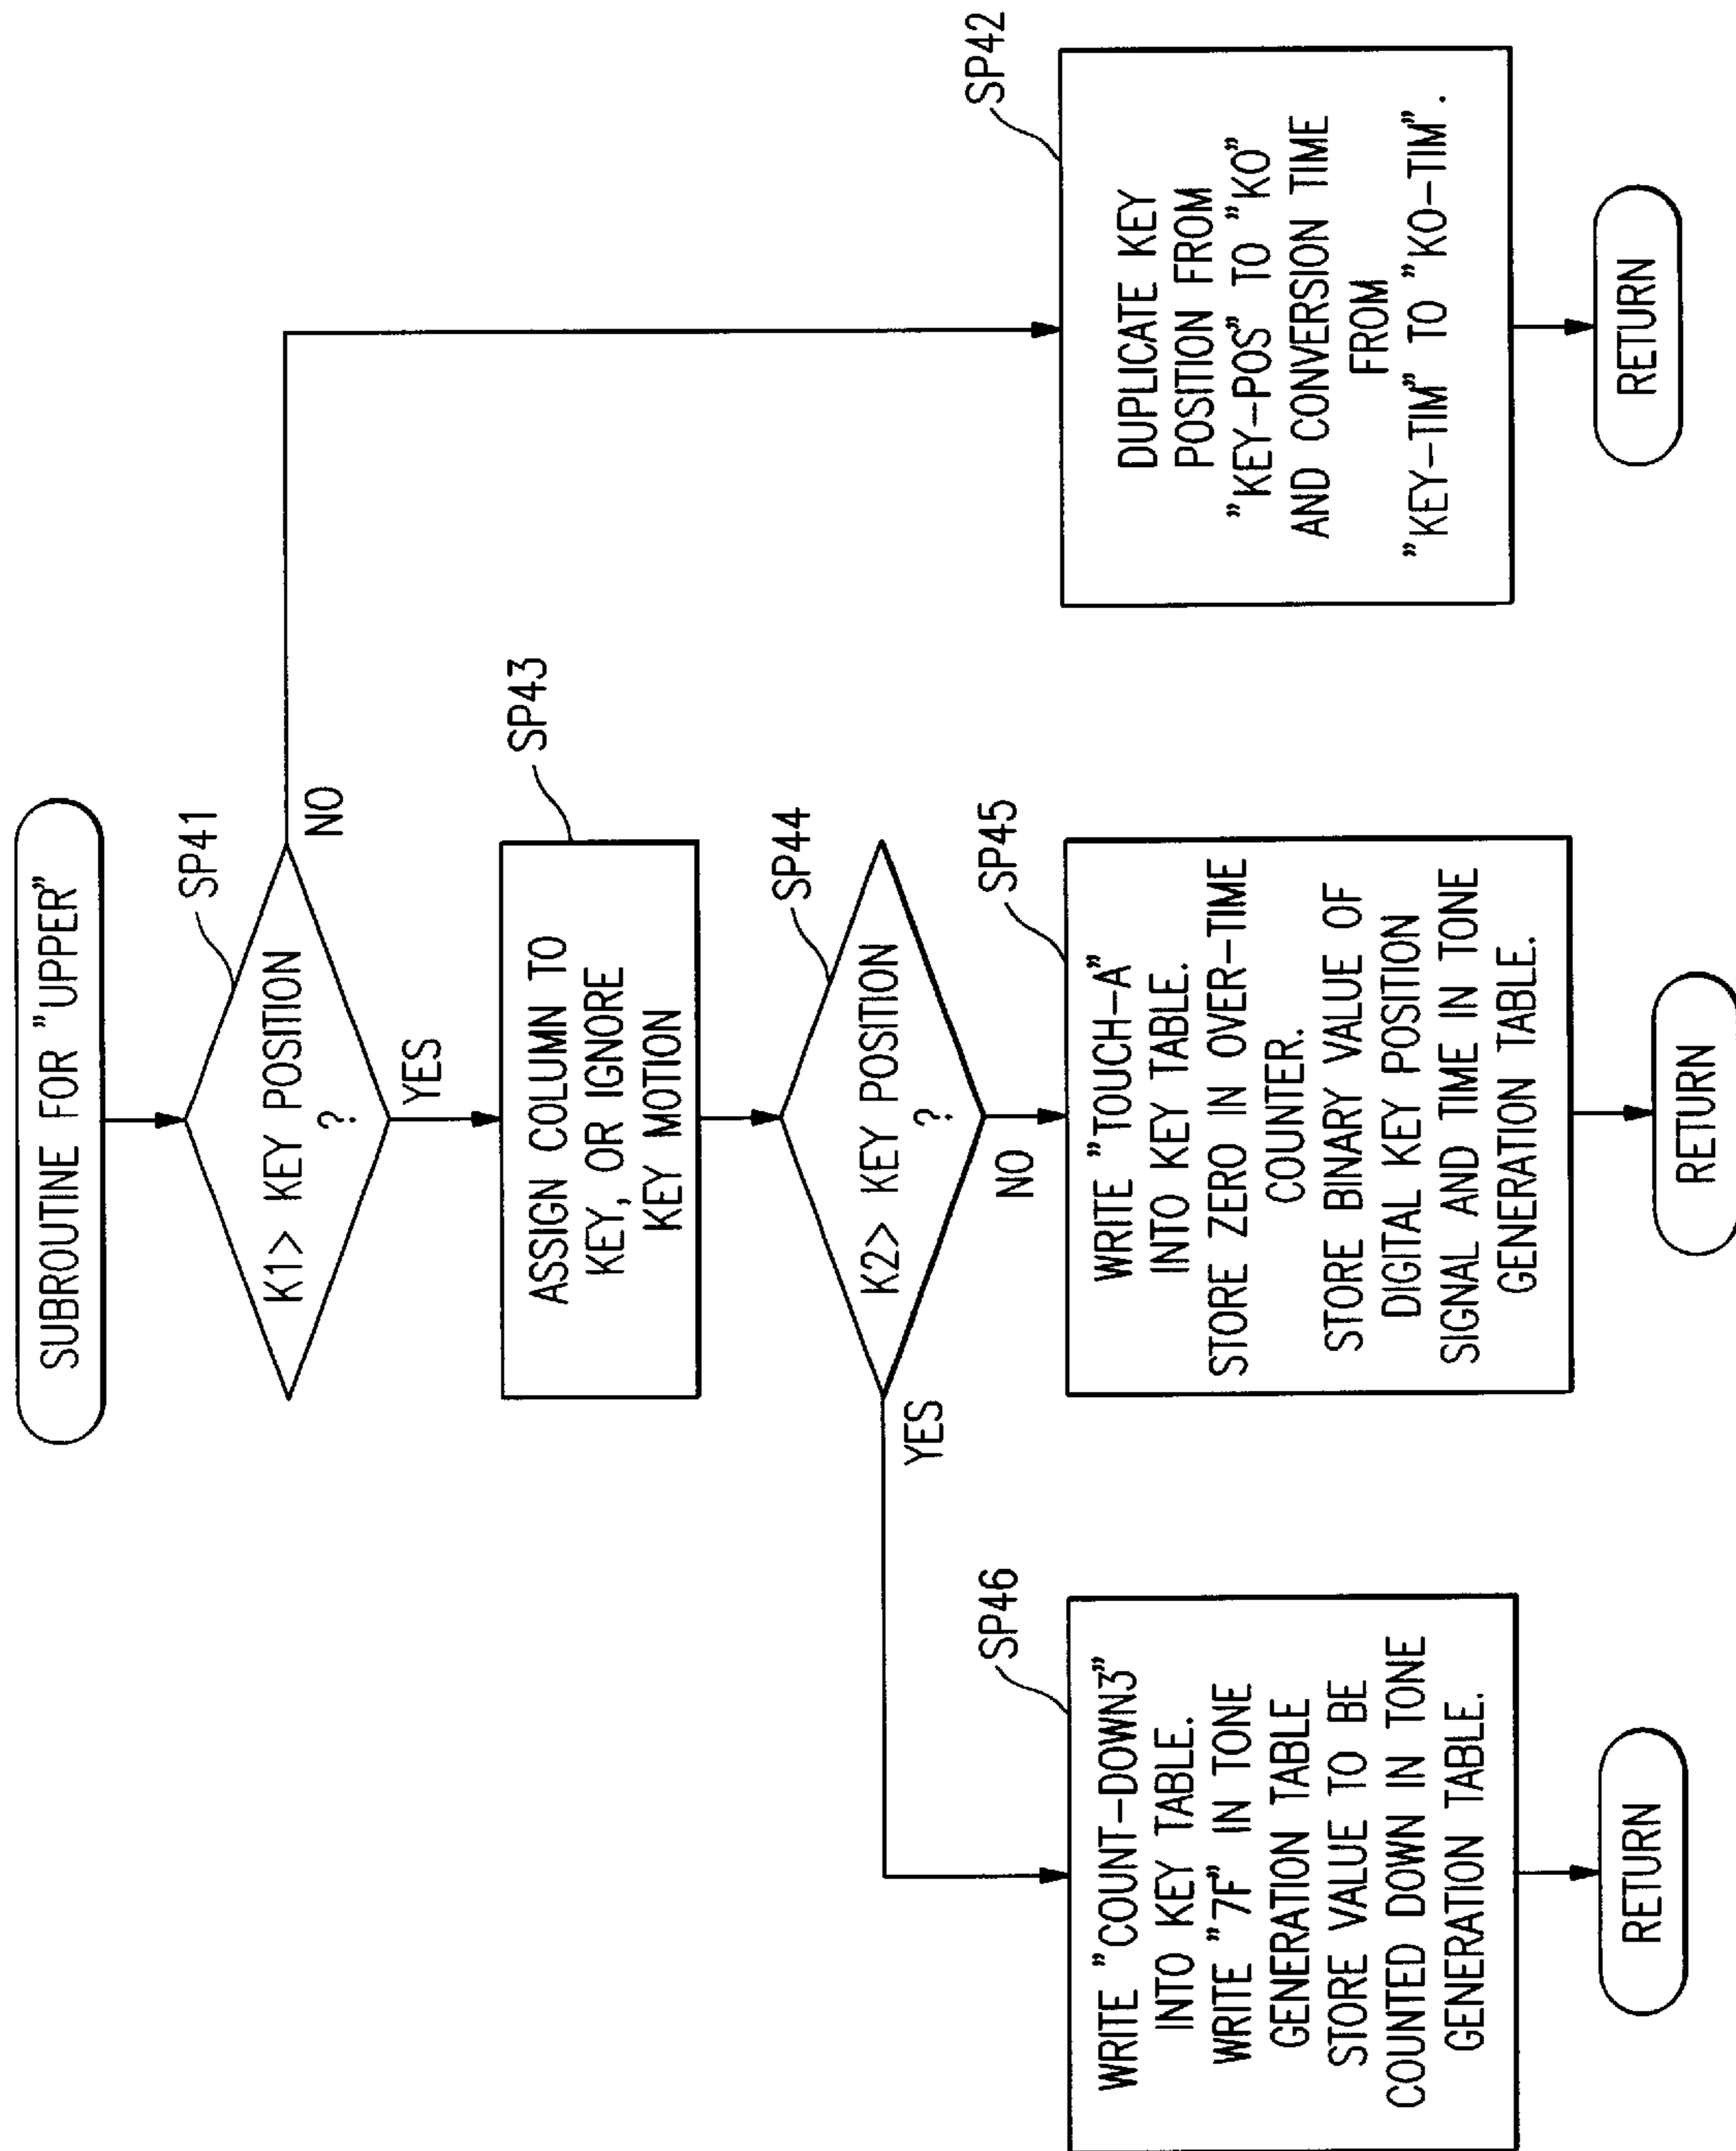 SUBROUTINE FOR "UPPER"
SP41
K1> KEY POSITION
?
NO
YES
SP43
ASSIGN COLUMN TO
KEY, OR IGNORE
KEY MOTION
SP44
K2> KEY POSITION
?
YES
NO
SP46
WRITE "COUNT-DOWN3"
INTO KEY TABLE.
WRITE "7F" IN TONE
GENERATION TABLE
STORE VALUE TO BE
COUNTED DOWN IN TONE
GENERATION TABLE.
RETURN
SP45
WRITE "TOUCH-A"
INTO KEY TABLE.
STORE ZERO IN OVER-TIME
COUNTER.
STORE BINARY VALUE OF
DIGITAL KEY POSITION
SIGNAL AND TIME IN TONE
GENERATION TABLE.
RETURN
SP42
DUPLICATE KEY
POSITION FROM
"KEY-POS" TO "KO"
AND CONVERSION TIME
FROM
"KEY-TIM" TO "KO-TIM".
RETURN